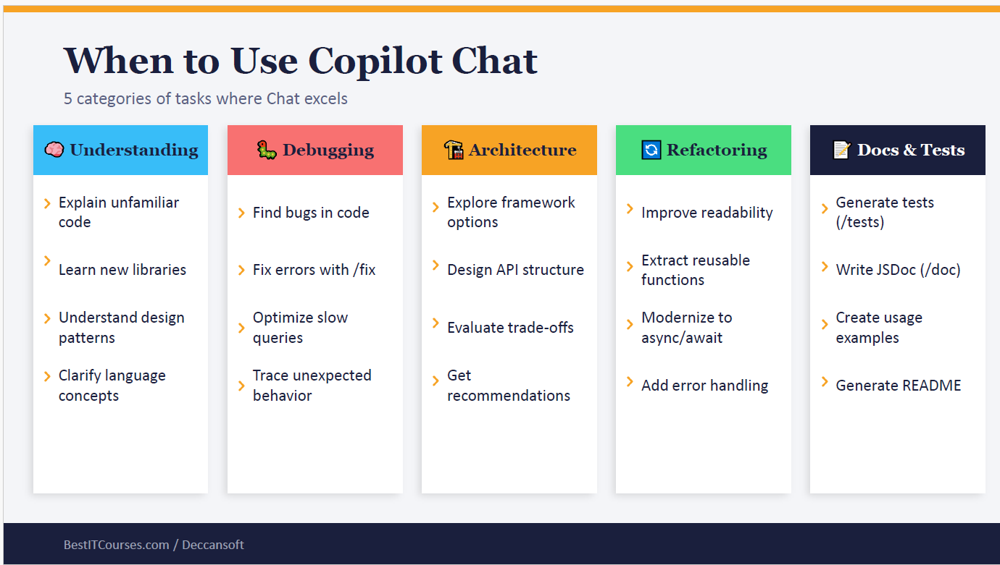 When to Use Copilot Chat
5 categories of tasks where Chat excels
Understanding
Explain unfamiliar
code
Learn new libraries
Understand design
patterns
Clarify language
concepts
Debugging
Find bugs in code
Fix errors with /fix
Optimize slow
queries
Trace unexpected
behavior
Architecture
Explore framework
options
Design API structure
Evaluate trade-offs
Get
recommendations
Refactoring
Improve readability
Extract reusable
functions
Modernize to
async/await
Add error handling
Docs & Tests
Generate tests
(/tests)
Write JSDoc (/doc)
Create usage
examples
Generate README
BestITCourses.com / Deccansoft